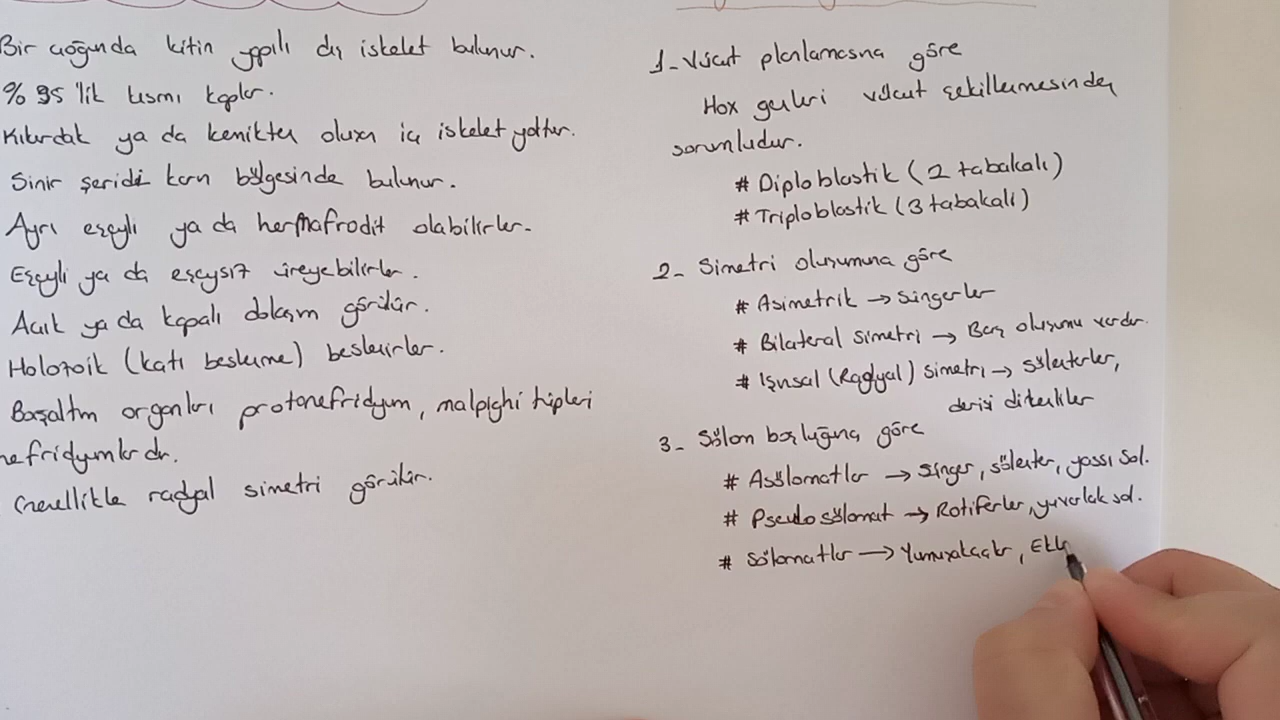 Bir çoğunda kitin yapılı dış iskelet bulunur.
% 95 'lik kısmı kaplar.
Kıkırdak ya da kemikten oluşan iç iskelet yoktur.
Sinir şeridi karın bölgesinde bulunur.
Ayrı eşeyli ya da hermafrodit olabilirler.
Eşeyli ya da eşeysiz üreyebilirler.
Açık ya da kapalı dolaşım görülür.
Holozoik (katı beslenme) beslenirler.
Boşaltım organları protonefridyum, malpighi tüpleri
nefridyumlardır.
Genellikle radyal simetri görülür.
1- Vücut planlamasına göre
Hox genleri vücut şekillenmesinden
sorumludur.
# Diploblastik (2 tabakalı)
# Triploblastik (3 tabakalı)
2- Simetri oluşumuna göre
# Asimetrik → Süngerler
# Bilateral simetri → Baş oluşumu vardır.
# Işınsal (Radyal) simetri → sölenterler,
derisi dikenliler
3- Sölom boşluğuna göre
# Asölomatlar → Sünger, sölenter, yassı sol.
# Pseudosölomat → Rotiferler, yuvarlak sol.
# Sölomatlar → Yumuşakçalar, Ekl